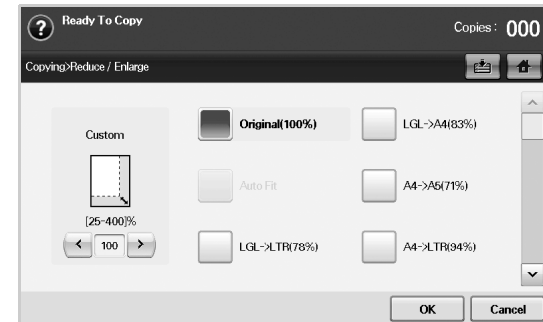 ? Ready To Copy
Copies : 000
Copying>Reduce / Enlarge
Custom
[25-400]%
< 100 >
Original(100%)
LGL->A4(83%)
Auto Fit
A4->A5(71%)
LGL->LTR(78%)
A4->LTR(94%)
OK
Cancel